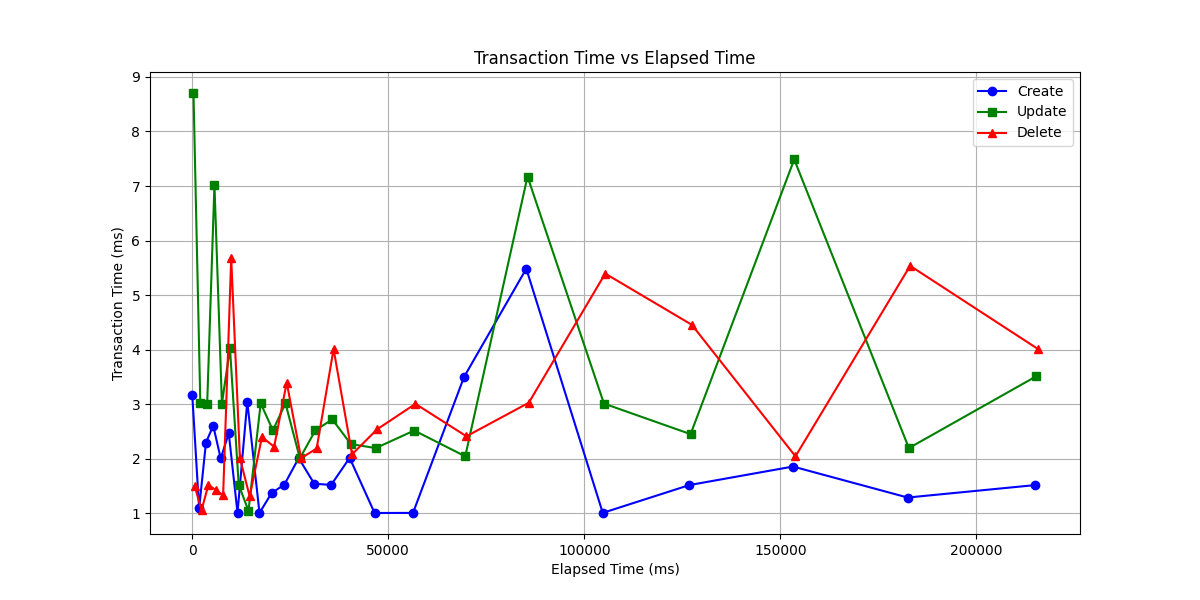 Transaction Time vs Elapsed Time
Create
Update
Delete
Transaction Time (ms)
9
8
7
6
5
4
3
2
1
0
50000
100000
150000
200000
Elapsed Time (ms)